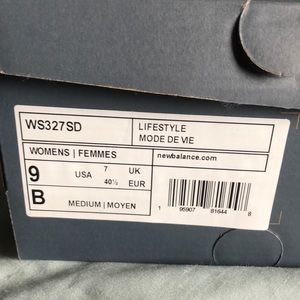 WS327SD
LIFESTYLE
MODE DE VIE
WOMENS | FEMMES
newbalance.com
9 USA 7 UK
40½ EUR
B MEDIUM | MOYEN
1 95907 81644 8